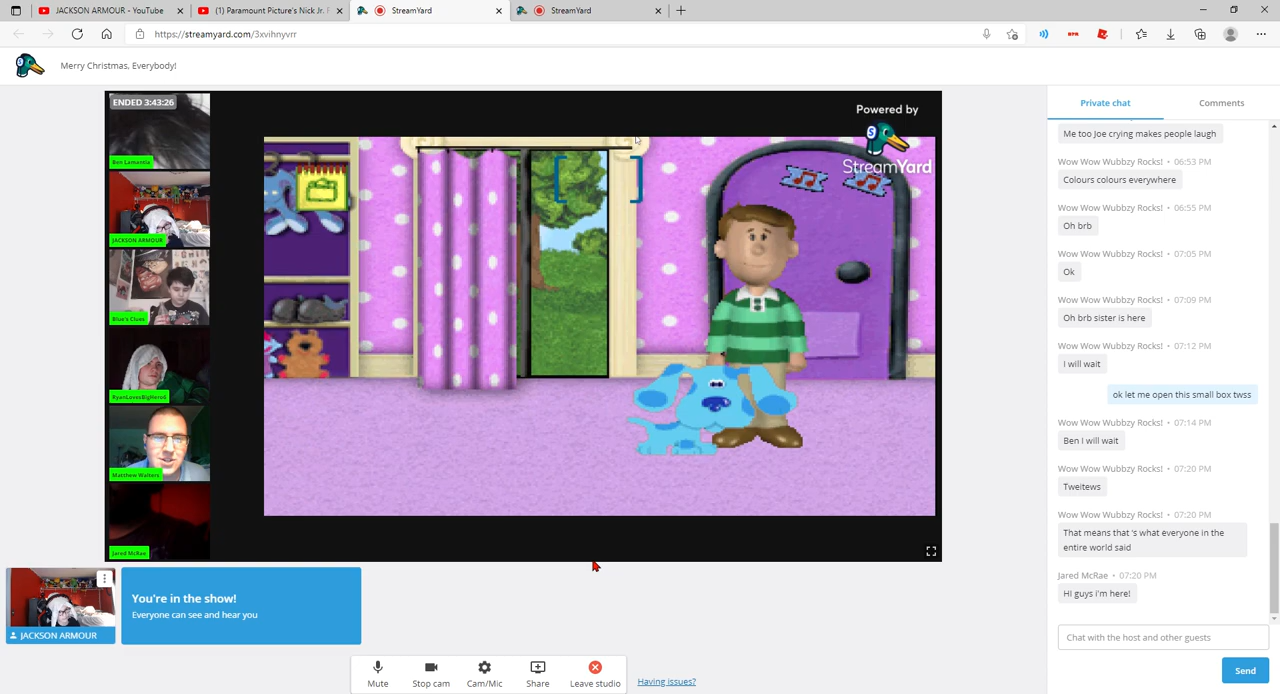 JACKSON ARMOUR - YouTube
(1) Paramount Picture's Nick Jr. F
StreamYard
StreamYard
https://streamyard.com/3xvihnyvrr
Merry Christmas, Everybody!
ENDED 3:43:26
Ben Lamantia
JACKSON ARMOUR
Blue's Clues
RyanLovesBigHero6
Matthew Walters
Jared McRae
Powered by
StreamYard
JACKSON ARMOUR
You're in the show!
Everyone can see and hear you
Mute
Stop cam
Cam/Mic
Share
Leave studio
Having issues?
Private chat
Comments
Me too Joe crying makes people laugh
Wow Wow Wubbzy Rocks! • 06:53 PM
Colours colours everywhere
Wow Wow Wubbzy Rocks! • 06:55 PM
Oh brb
Wow Wow Wubbzy Rocks! • 07:05 PM
Ok
Wow Wow Wubbzy Rocks! • 07:09 PM
Oh brb sister is here
Wow Wow Wubbzy Rocks! • 07:12 PM
I will wait
ok let me open this small box twss
Wow Wow Wubbzy Rocks! • 07:14 PM
Ben I will wait
Wow Wow Wubbzy Rocks! • 07:20 PM
Tweitews
Wow Wow Wubbzy Rocks! • 07:20 PM
That means that 's what everyone in the
entire world said
Jared McRae • 07:20 PM
Hi guys i'm here!
Chat with the host and other guests
Send